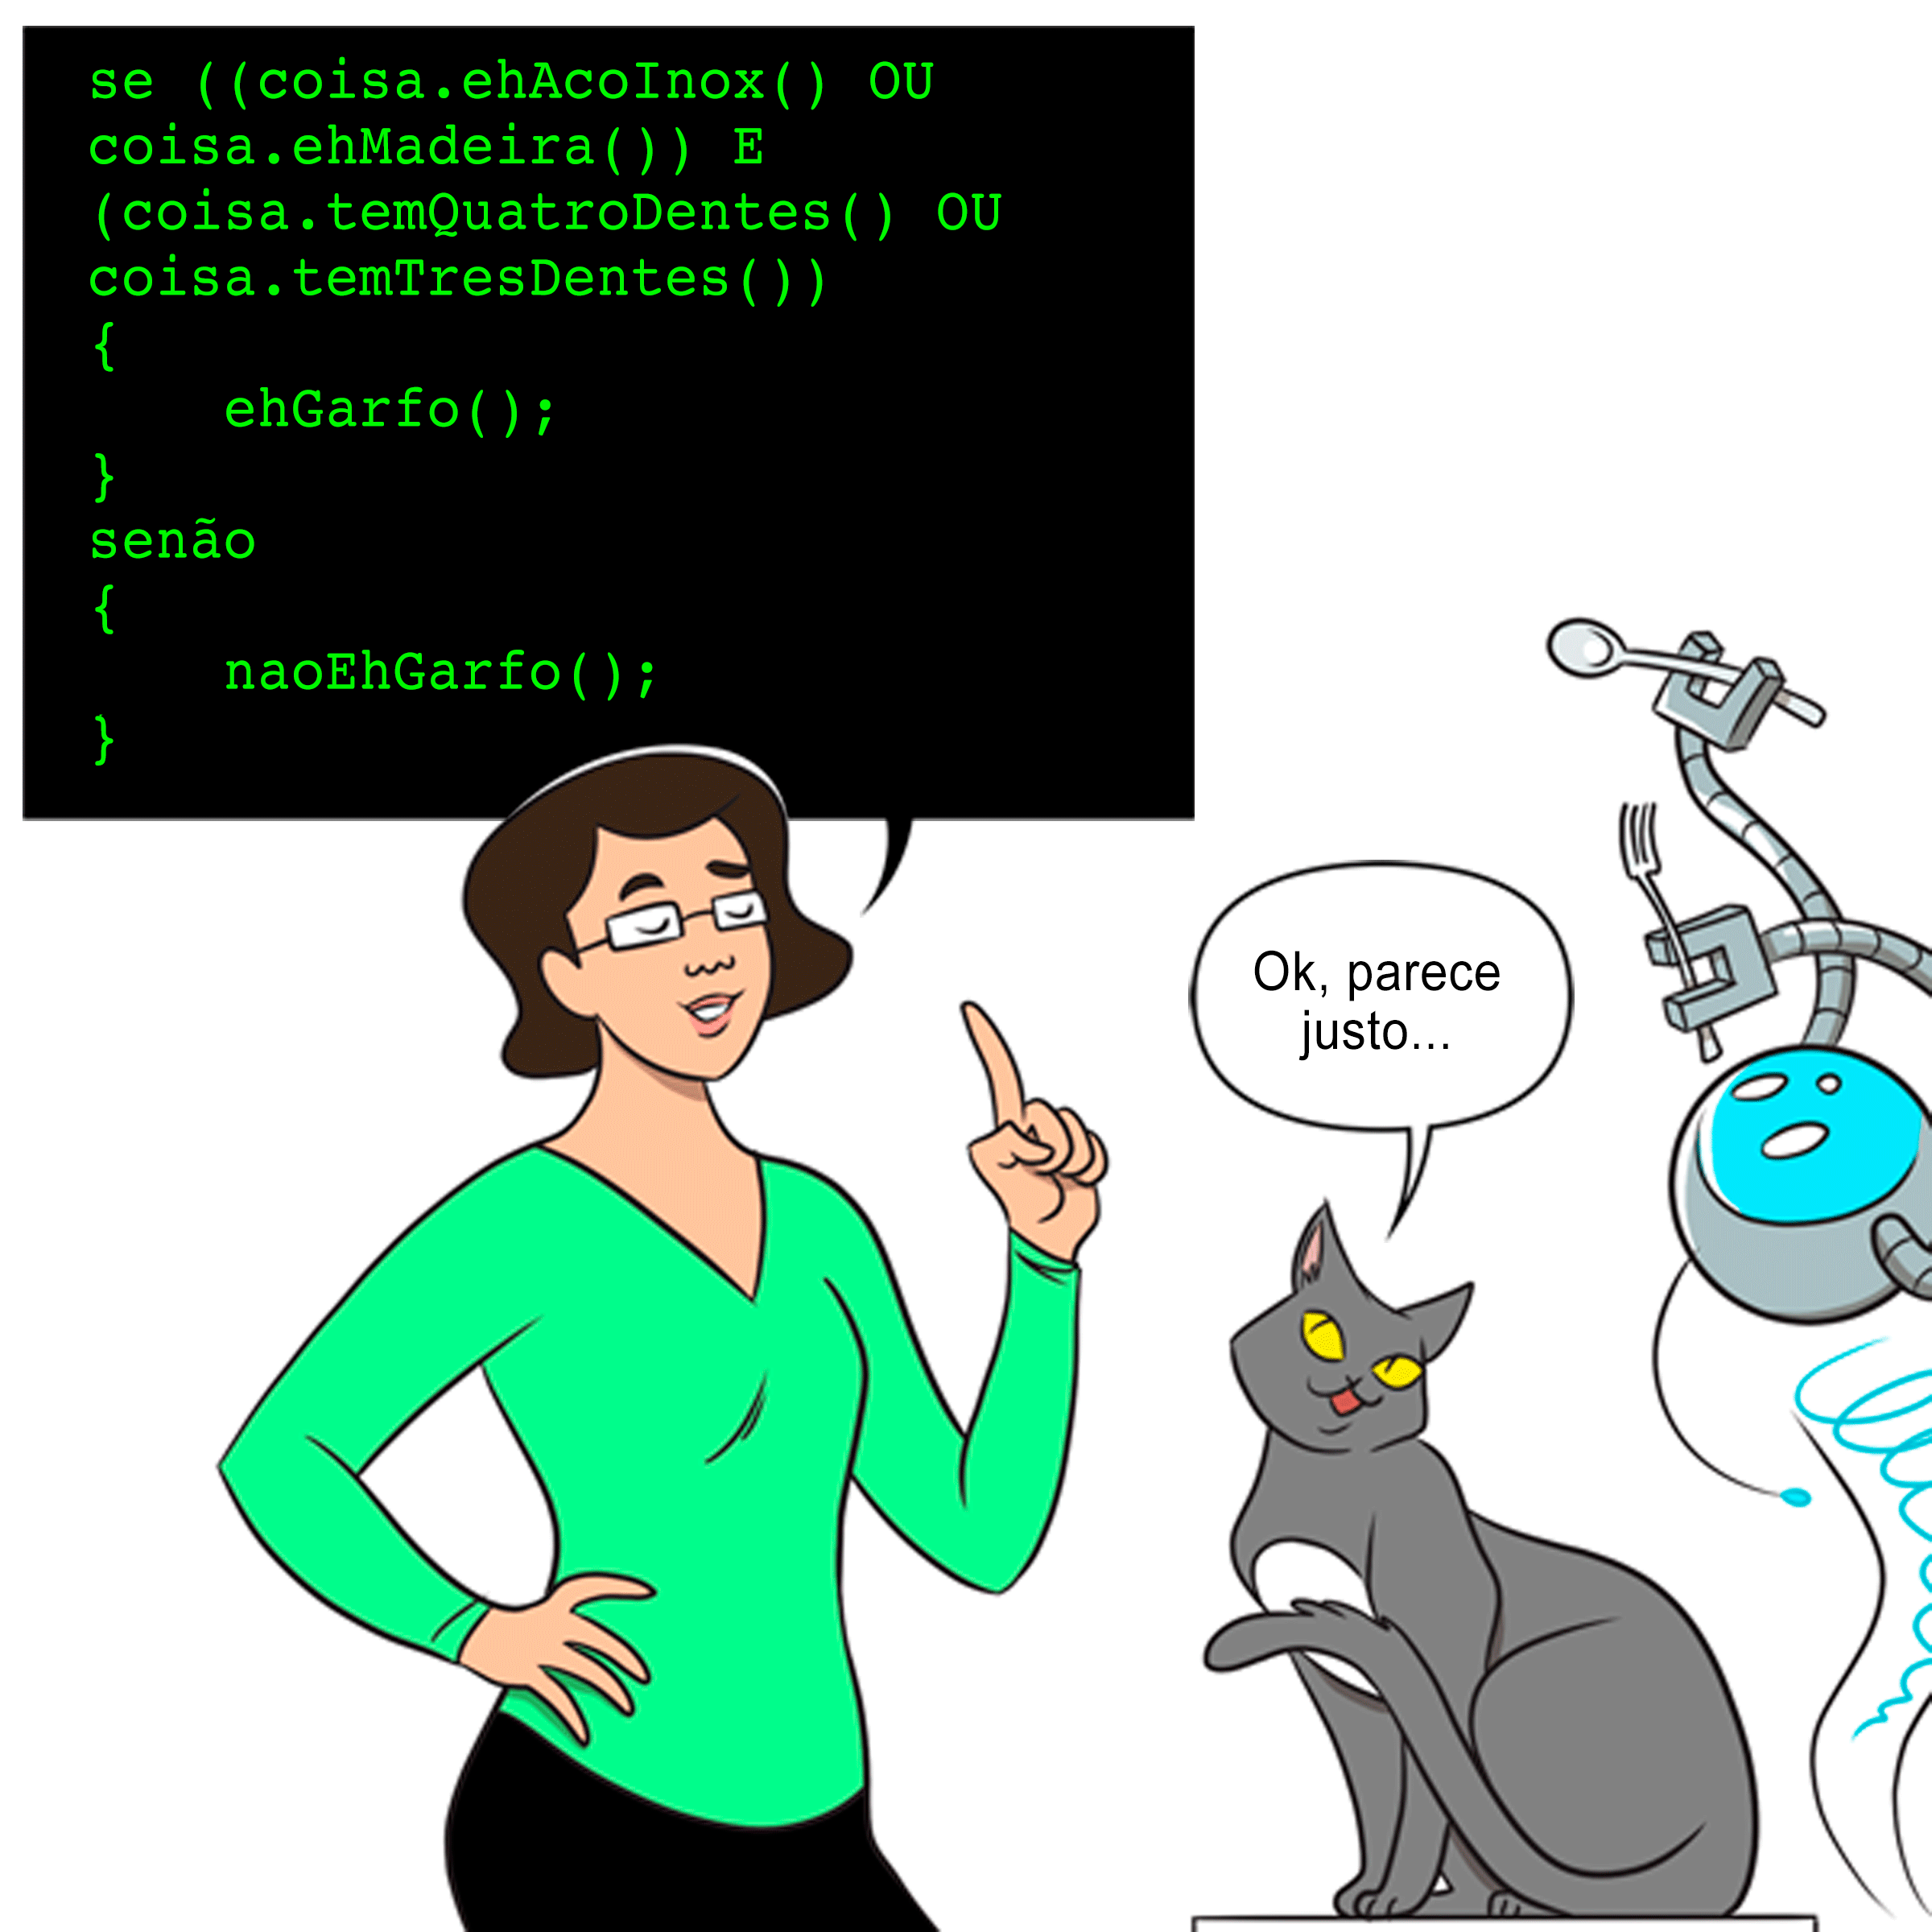 se ((coisa.ehAcoInox() OU
coisa.ehMadeira()) E
(coisa.temQuatroDentes() OU
coisa.temTresDentes())
{
    ehGarfo();
}
senão
{
    naoEhGarfo();
}
Ok, parece
justo...